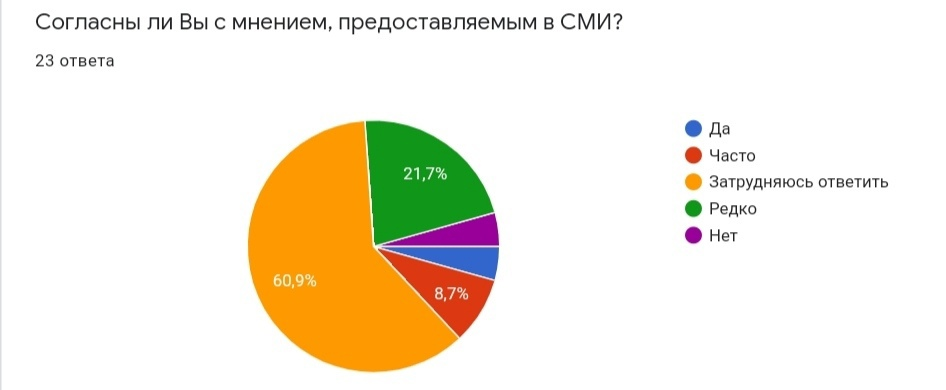 Согласны ли Вы с мнением, предоставляемым в СМИ?
23 ответа
21,7%
60,9%
8,7%
Да
Часто
Затрудняюсь ответить
Редко
Нет